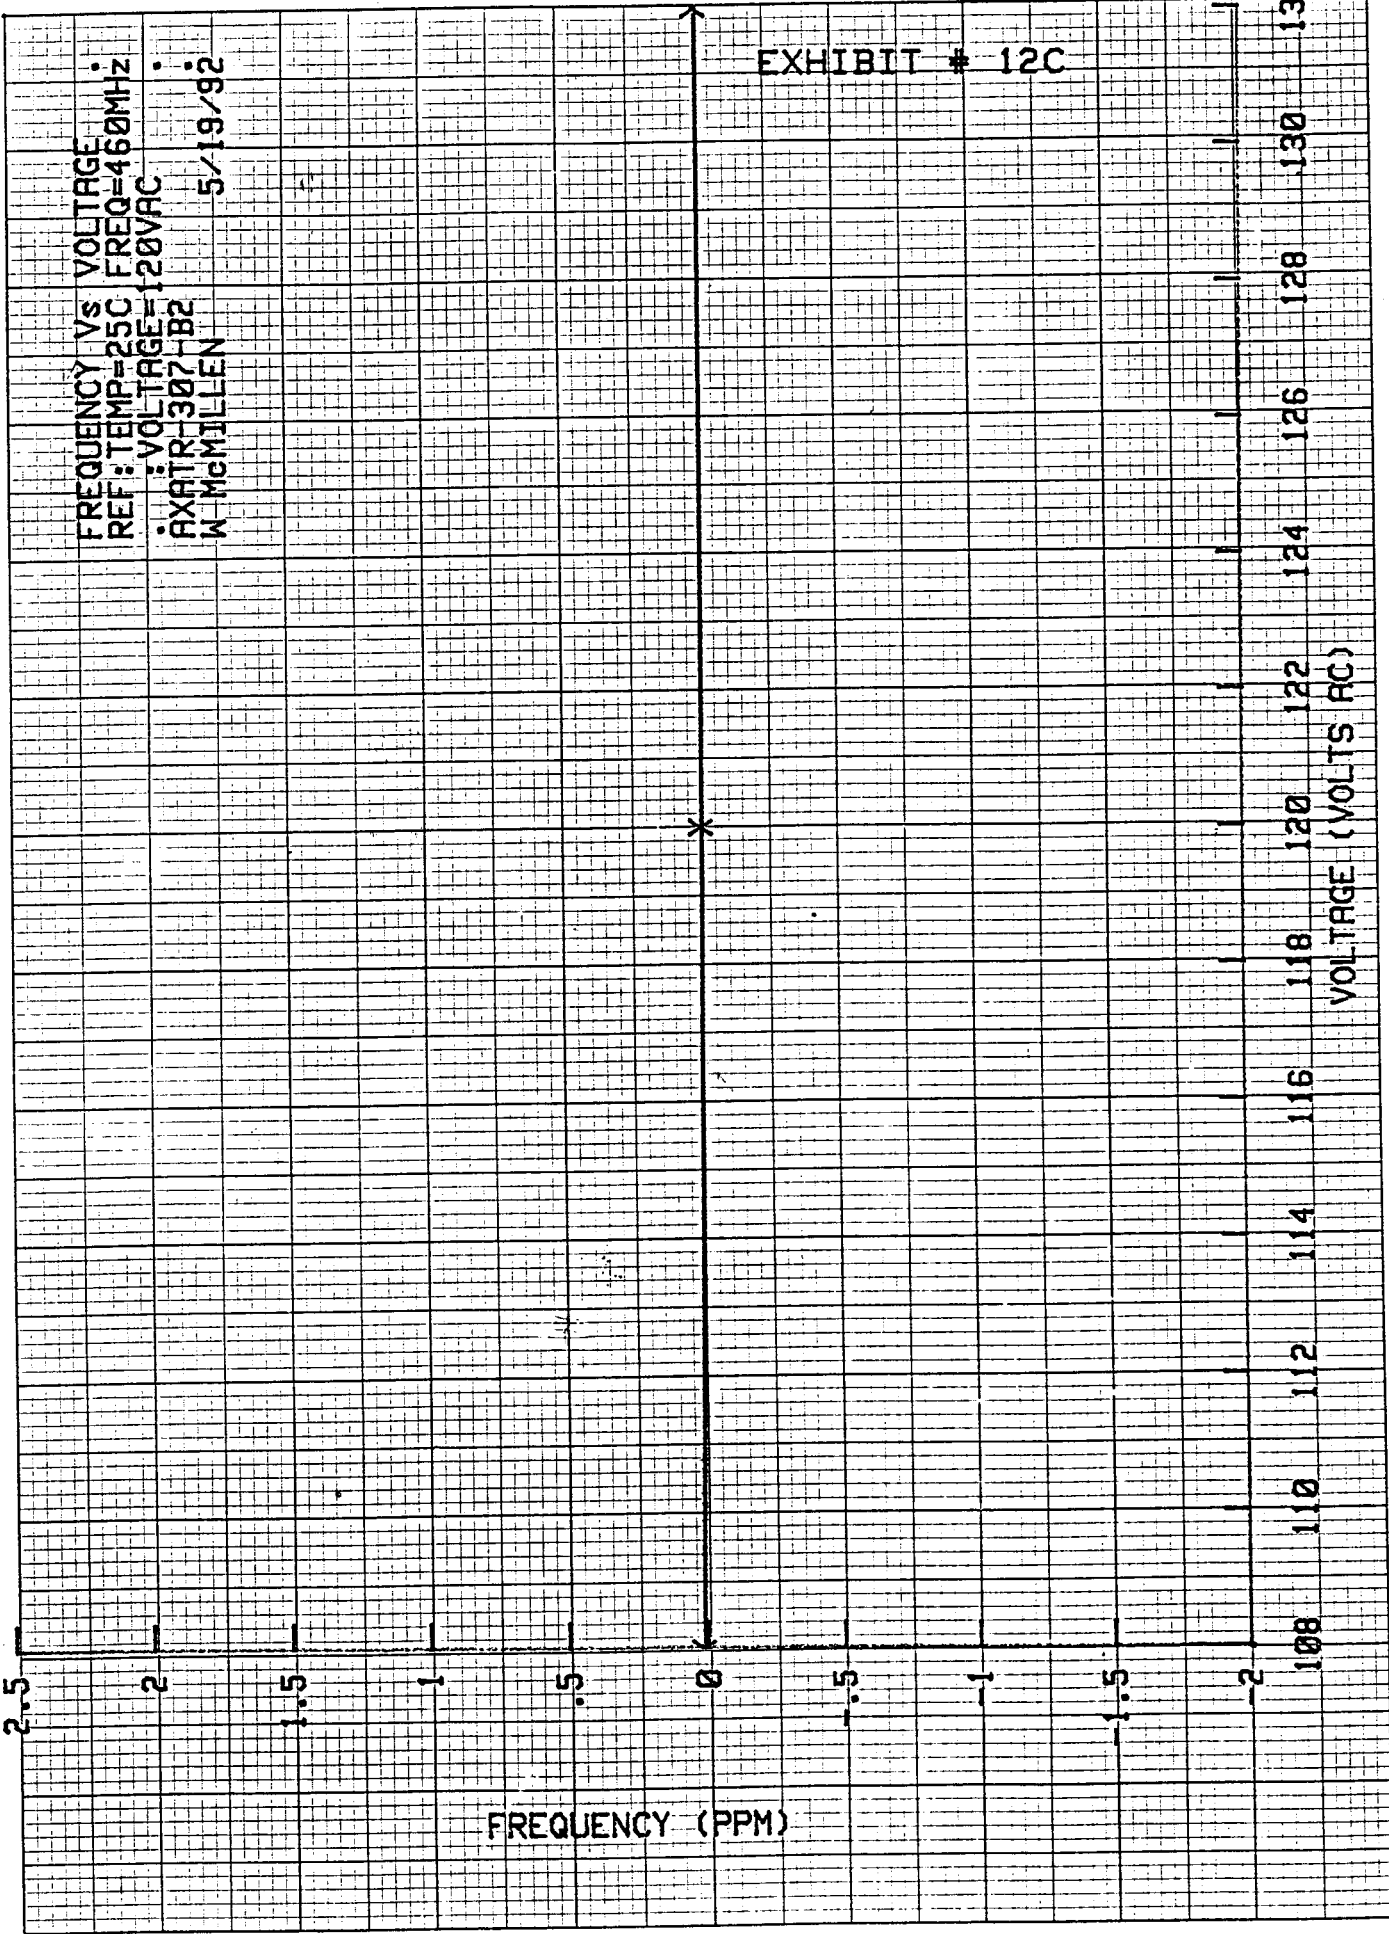 FREQUENCY Vs VOLTAGE
REF:TEMP=25C FREQ=460MHz
:VOLTAGE=120VAC
AXATR-307-B2
W McMILLEN 5/19/92
EXHIBIT # 12C
2.5
2
1.5
1
.5
0
-.5
-1
-1.5
-2
FREQUENCY (PPM)
108 110 112 114 116 118 120 122 124 126 128 130
VOLTAGE (VOLTS AC)